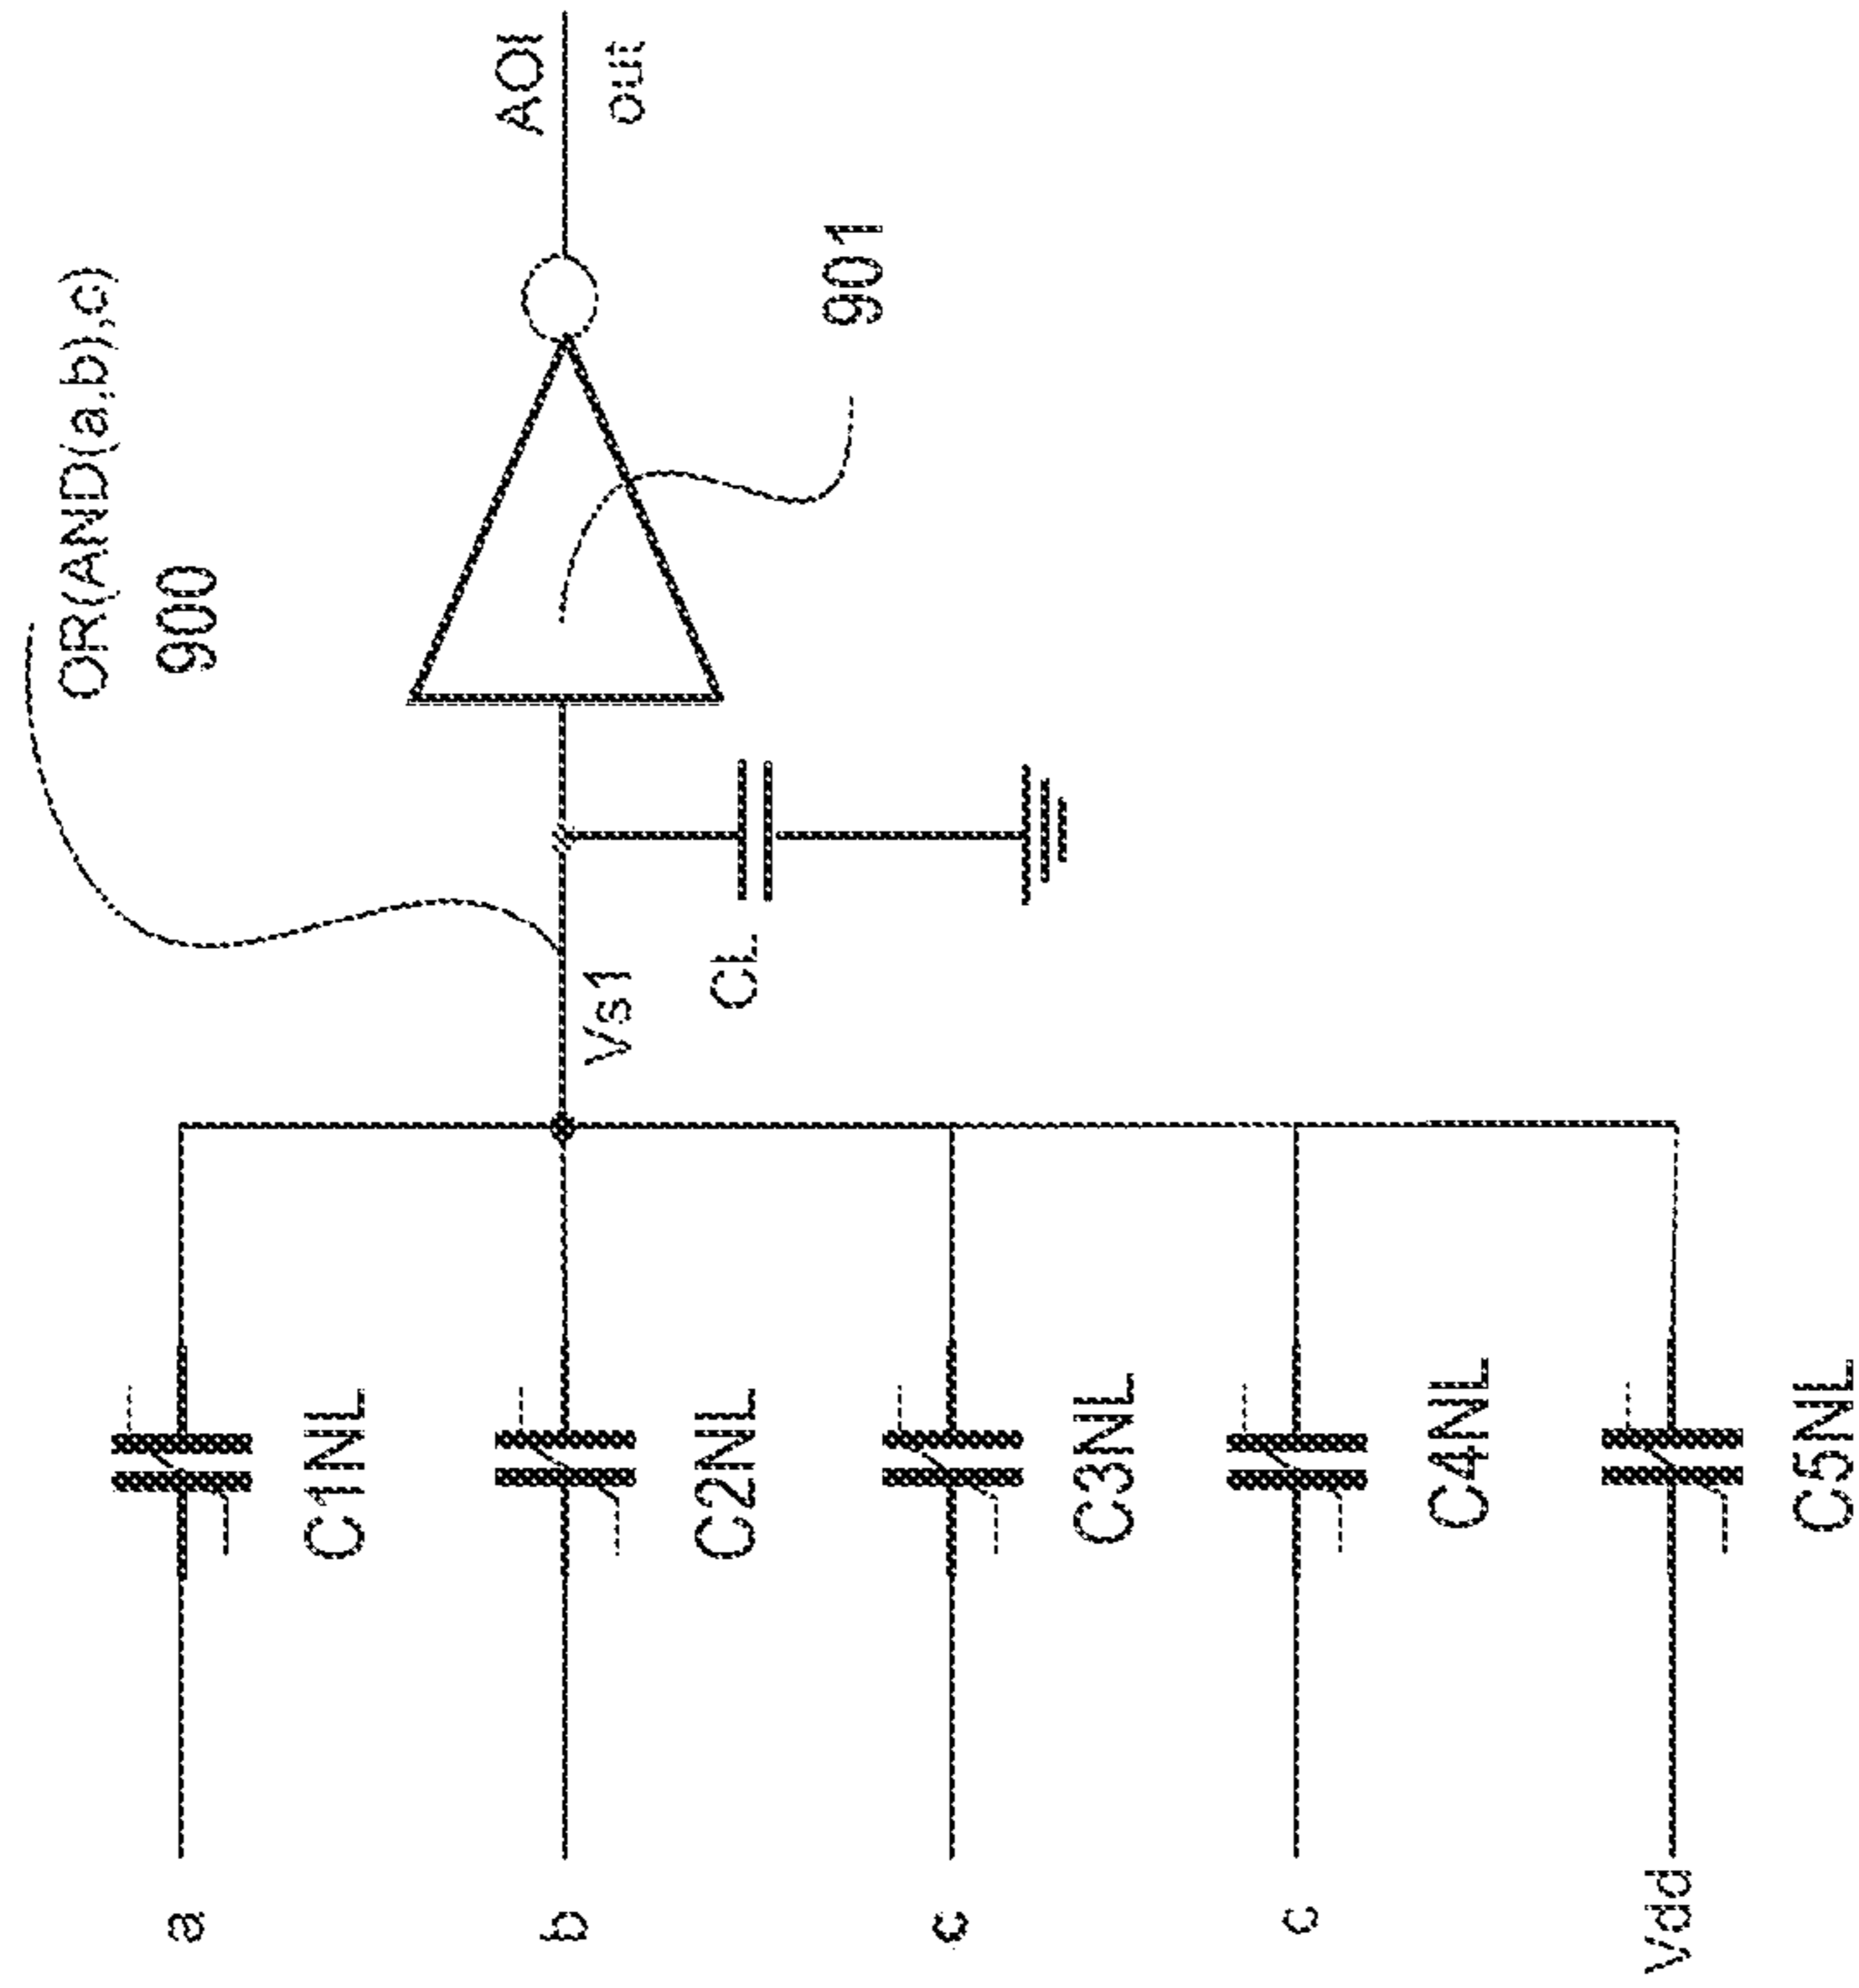 a
C1NL
b
C2NL
c
C3NL
c
C4NL
Vdd
C5NL
Vs1
CL
OR(AND(a,b),c)
900
901
AOI
out